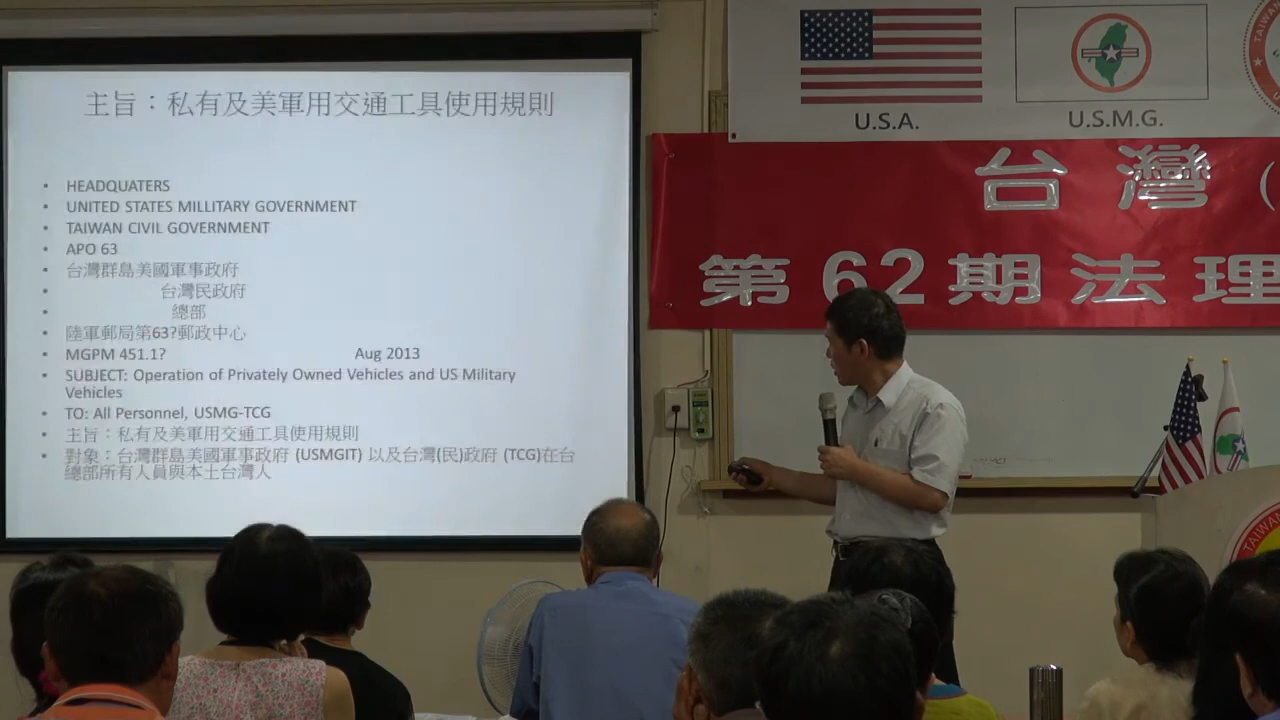 主旨：私有及美軍用交通工具使用規則
• HEADQUATERS
• UNITED STATES MILLITARY GOVERNMENT
• TAIWAN CIVIL GOVERNMENT
• APO 63
• 台灣群島美國軍事政府
• 台灣民政府
• 總部
• 陸軍郵局第63?郵政中心
• MGPM 451.1? Aug 2013
• SUBJECT: Operation of Privately Owned Vehicles and US Military
Vehicles
• TO: All Personnel, USMG-TCG
• 主旨：私有及美軍用交通工具使用規則
• 對象：台灣群島美國軍事政府 (USMGIT) 以及台灣(民)政府 (TCG)在台
總部所有人員與本土台灣人
U.S.A.
U.S.M.G.
TAIWAN
台灣(
第62期法理
TAIWAN